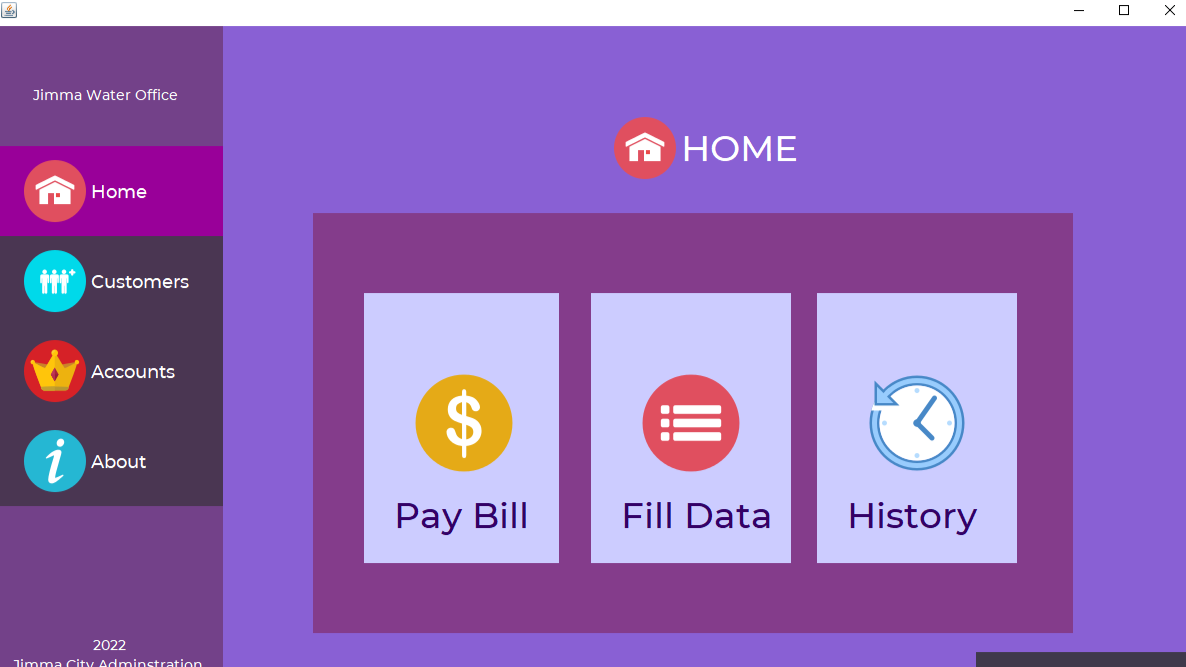 Jimma Water Office
Home
Customers
Accounts
About
2022
Jimma City Adminstration
HOME
Pay Bill
Fill Data
History